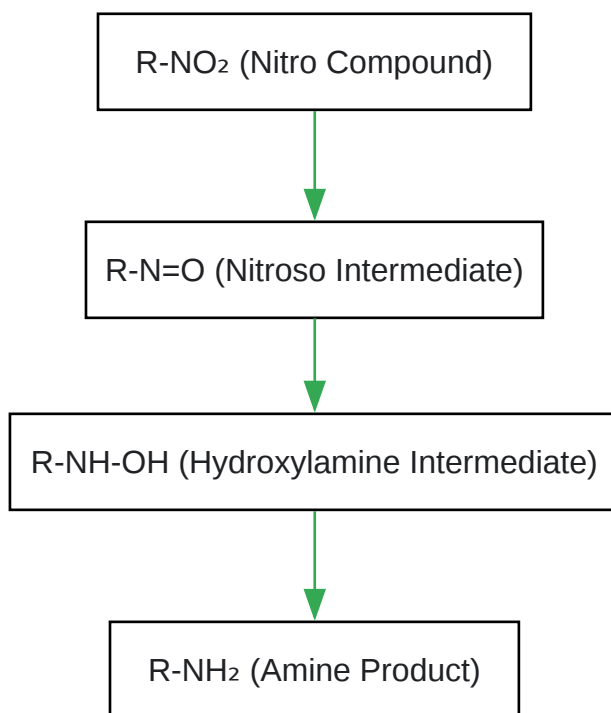 R-NO₂ (Nitro Compound)
R-N=O (Nitroso Intermediate)
R-NH-OH (Hydroxylamine Intermediate)
R-NH₂ (Amine Product)